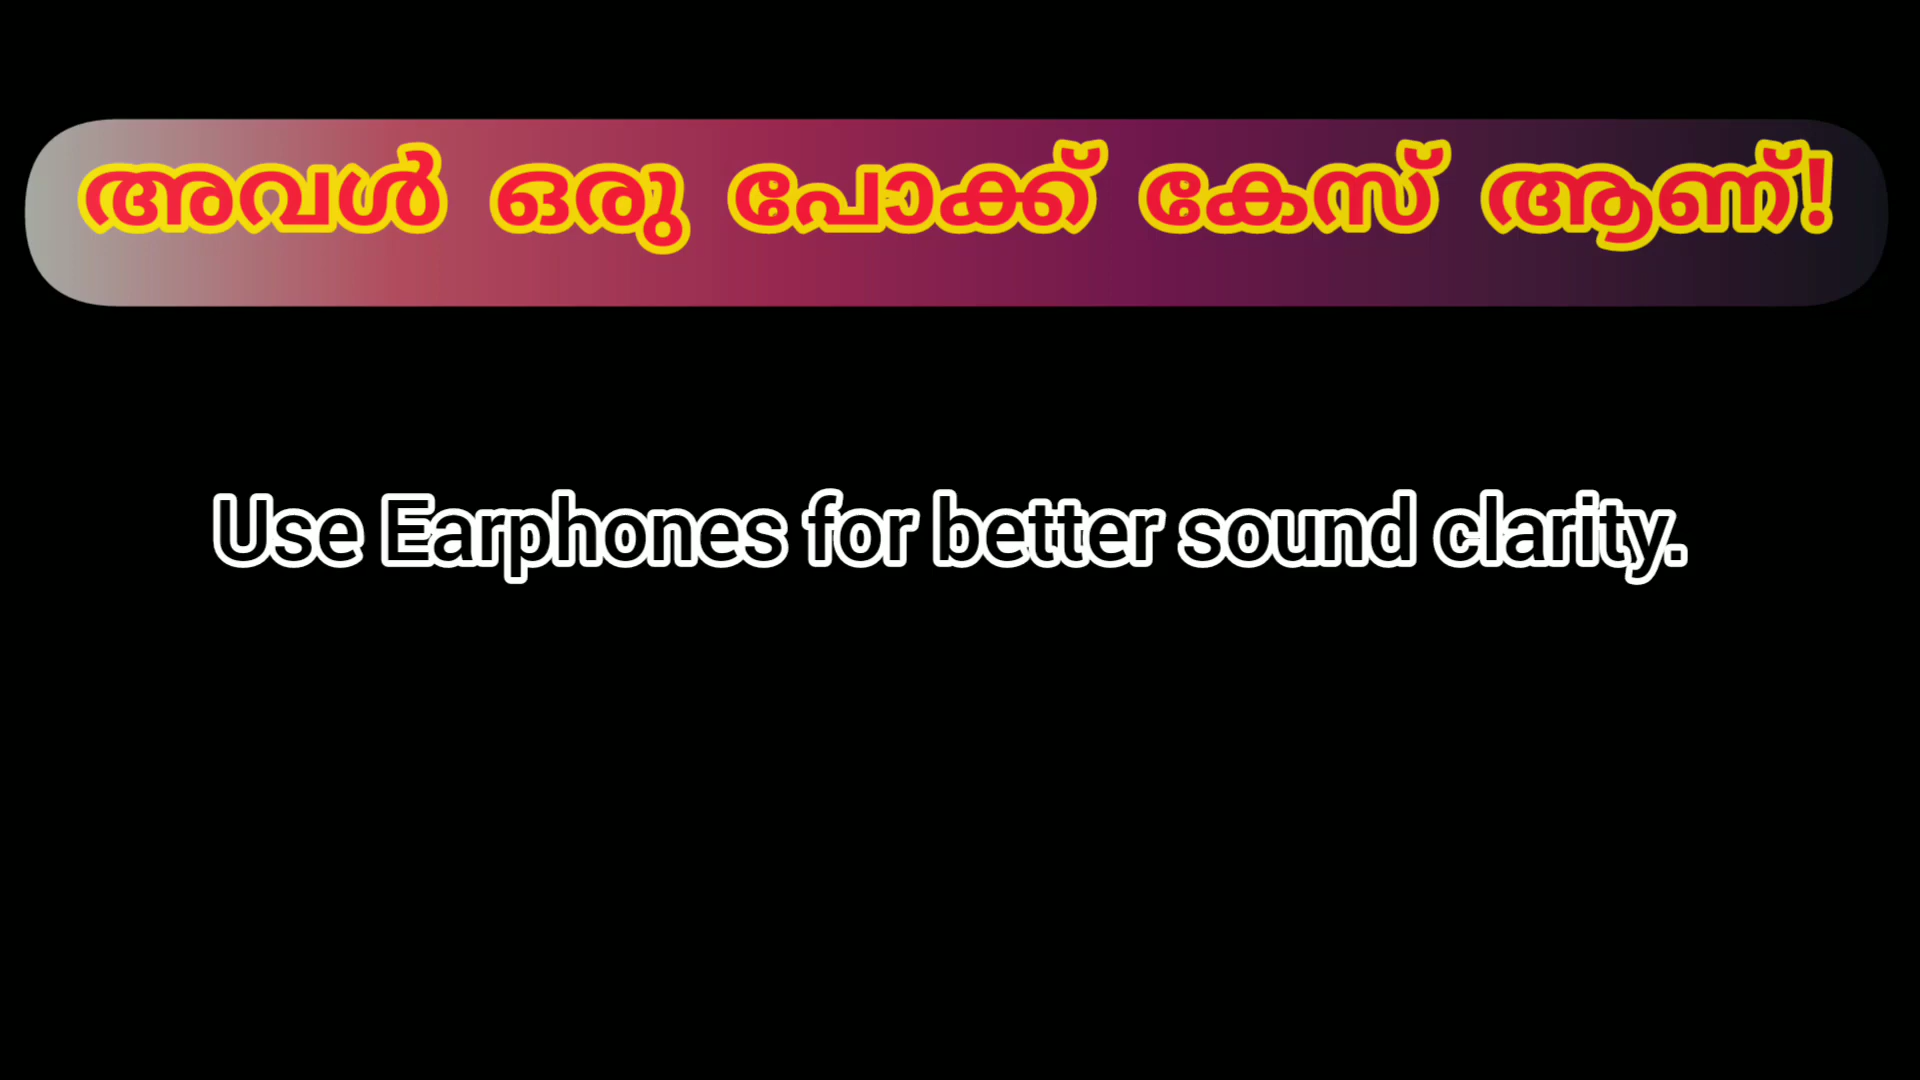 അവൾ ഒരു പോക്ക് കേസ് ആണ്!
Use Earphones for better sound clarity.